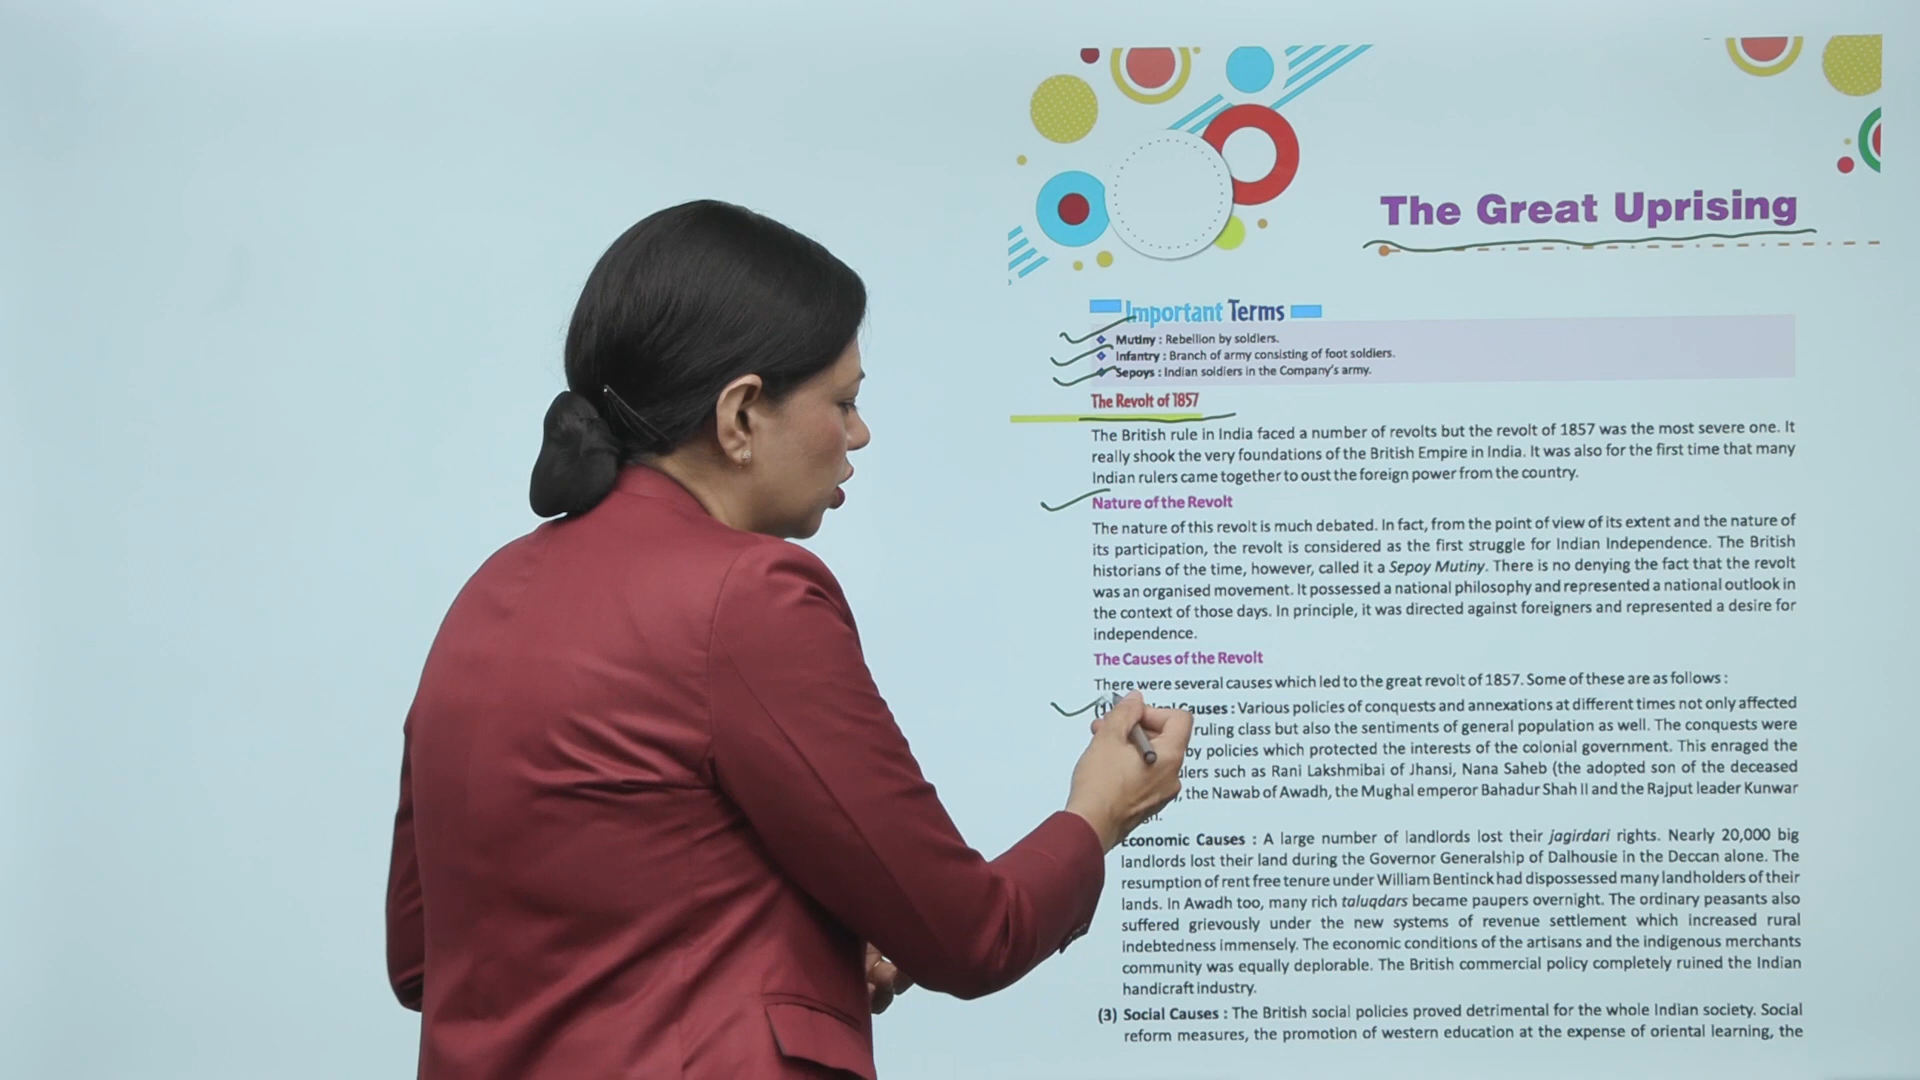 The Great Uprising
Important Terms
Mutiny : Rebellion by soldiers.
Infantry : Branch of army consisting of foot soldiers.
Sepoys : Indian soldiers in the Company's army.
The Revolt of 1857
The British rule in India faced a number of revolts but the revolt of 1857 was the most severe one. It
really shook the very foundations of the British Empire in India. It was also for the first time that many
Indian rulers came together to oust the foreign power from the country.
Nature of the Revolt
The nature of this revolt is much debated. In fact, from the point of view of its extent and the nature of
its participation, the revolt is considered as the first struggle for Indian Independence. The British
historians of the time, however, called it a Sepoy Mutiny. There is no denying the fact that the revolt
was an organised movement. It possessed a national philosophy and represented a national outlook in
the context of those days. In principle, it was directed against foreigners and represented a desire for
independence.
The Causes of the Revolt
There were several causes which led to the great revolt of 1857. Some of these are as follows :
(1) Causes : Various policies of conquests and annexations at different times not only affected
ruling class but also the sentiments of general population as well. The conquests were
by policies which protected the interests of the colonial government. This enraged the
such as Rani Lakshmibai of Jhansi, Nana Saheb (the adopted son of the deceased
the Nawab of Awadh, the Mughal emperor Bahadur Shah II and the Rajput leader Kunwar
Economic Causes : A large number of landlords lost their jagirdari rights. Nearly 20,000 big
landlords lost their land during the Governor Generalship of Dalhousie in the Deccan alone. The
resumption of rent free tenure under William Bentinck had dispossessed many landholders of their
lands. In Awadh too, many rich taluqdars became paupers overnight. The ordinary peasants also
suffered grievously under the new systems of revenue settlement which increased rural
indebtedness immensely. The economic conditions of the artisans and the indigenous merchants
community was equally deplorable. The British commercial policy completely ruined the Indian
handicraft industry.
(3) Social Causes : The British social policies proved detrimental for the whole Indian society. Social
reform measures, the promotion of western education at the expense of oriental learning, the